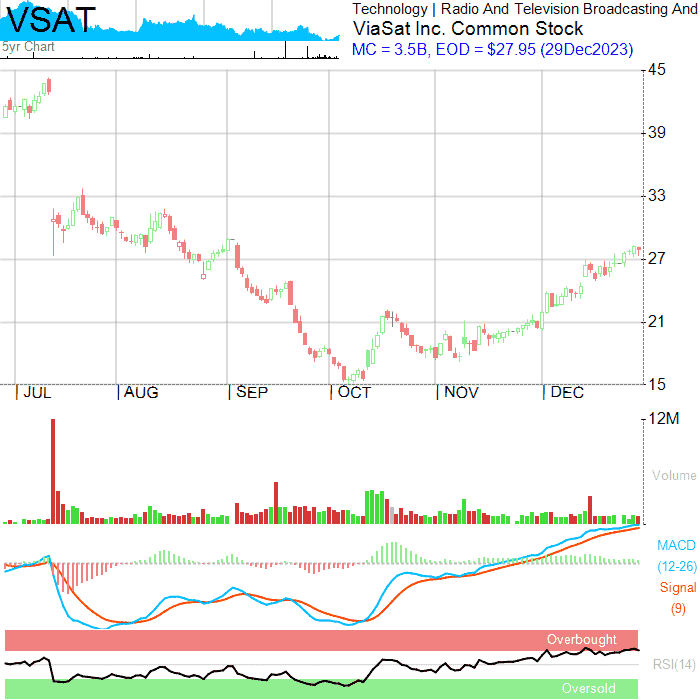 VSAT
5yr Chart
Technology | Radio And Television Broadcasting And
ViaSat Inc. Common Stock
MC = 3.5B, EOD = $27.95 (29Dec2023)
45
39
33
27
21
15
|JUL |AUG |SEP |OCT |NOV |DEC
12M
Volume
MACD
(12-26)
Signal
(9)
Overbought
RSI(14)
Oversold